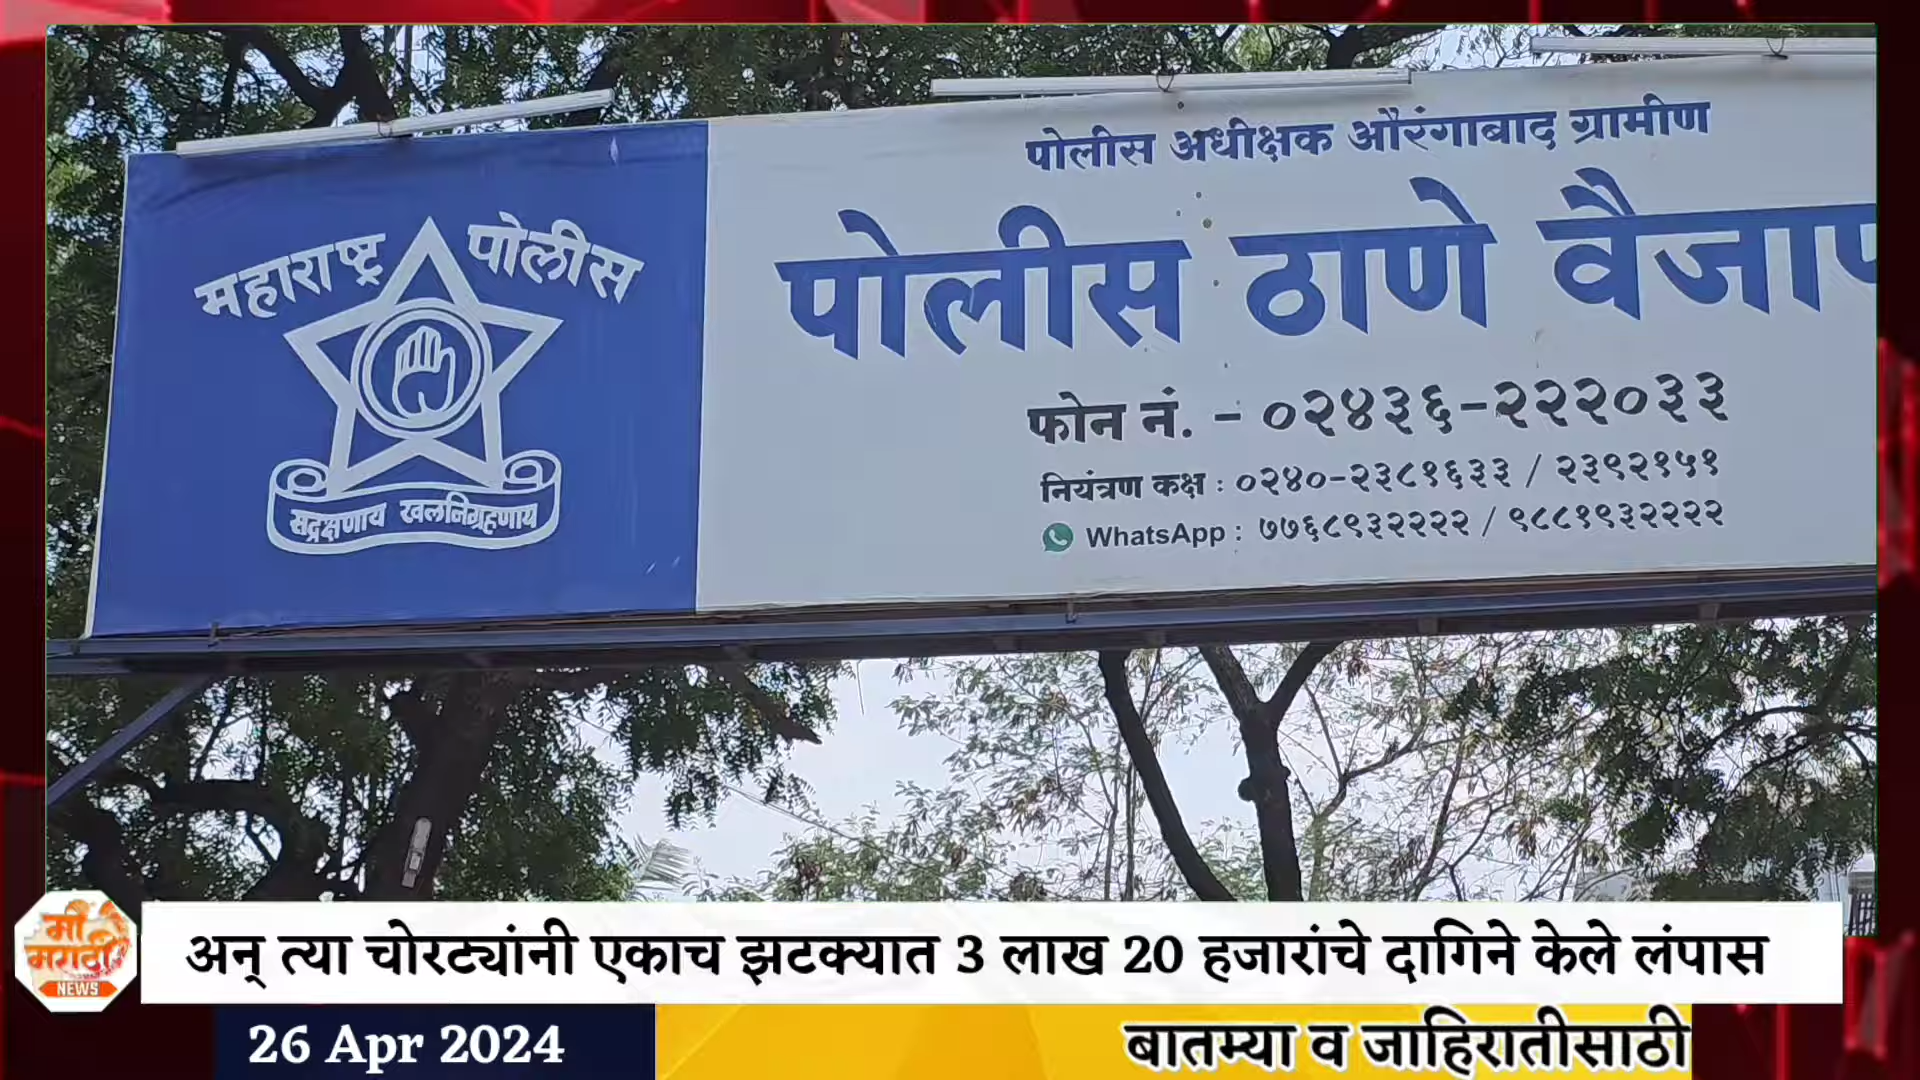 पोलीस अधीक्षक औरंगाबाद ग्रामीण
महाराष्ट्र पोलीस
पोलीस ठाणे वैजाप
फोन नं. - ०२४३६-२२२०३३
नियंत्रण कक्ष : ०२४०-२३८१६३३ / २३९२१५१
WhatsApp : ७७६८९३२२२२ / ९८८१९३२२२२
सद्रक्षणाय खलनिग्रहणाय
मी मराठी NEWS
अन् त्या चोरट्यांनी एकाच झटक्यात 3 लाख 20 हजारांचे दागिने केले लंपास
26 Apr 2024
बातम्या व जाहिरातीसाठी